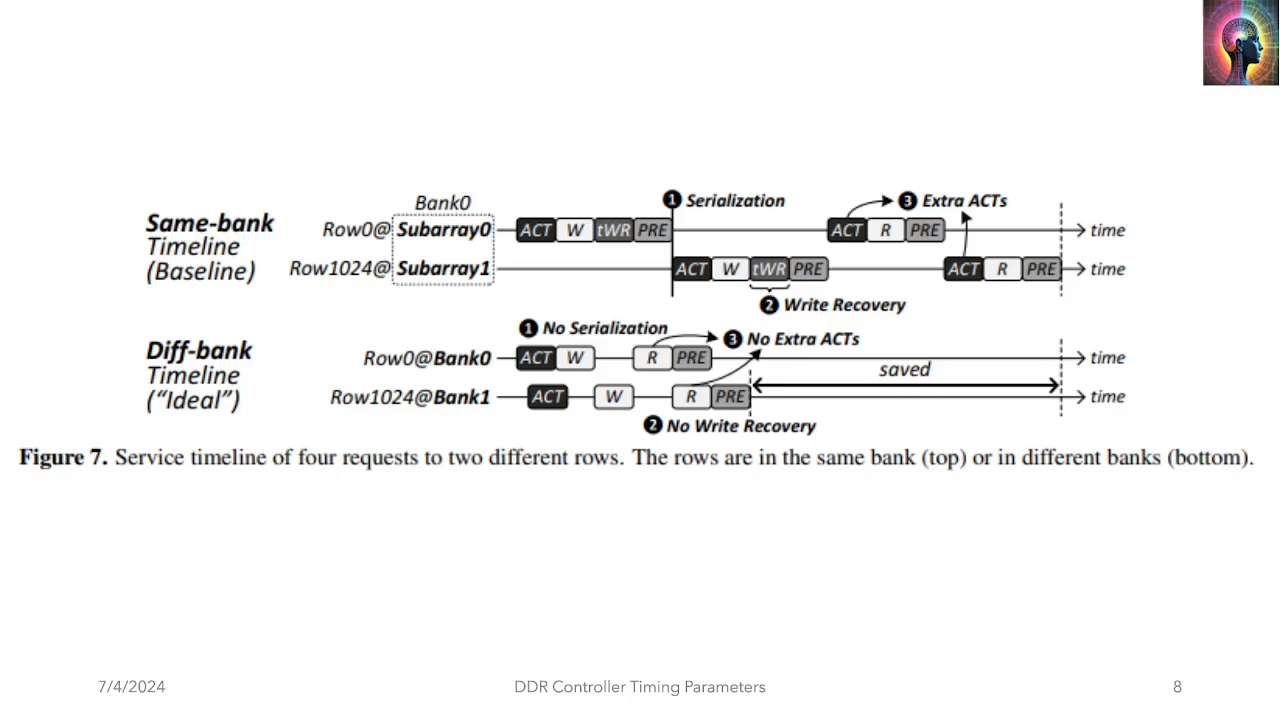 Bank0
❶ Serialization
❸ Extra ACTs
Same-bank
Timeline
(Baseline)
Row0@ Subarray0
ACT W tWR PRE
ACT R PRE
time
Row1024@ Subarray1
ACT W tWR PRE
ACT R PRE
time
❷ Write Recovery
❶ No Serialization
❸ No Extra ACTs
Diff-bank
Timeline
(“Ideal”)
Row0@Bank0
ACT W R PRE
time
saved
Row1024@Bank1
ACT W R PRE
time
❷ No Write Recovery
Figure 7. Service timeline of four requests to two different rows. The rows are in the same bank (top) or in different banks (bottom).
7/4/2024
DDR Controller Timing Parameters
8